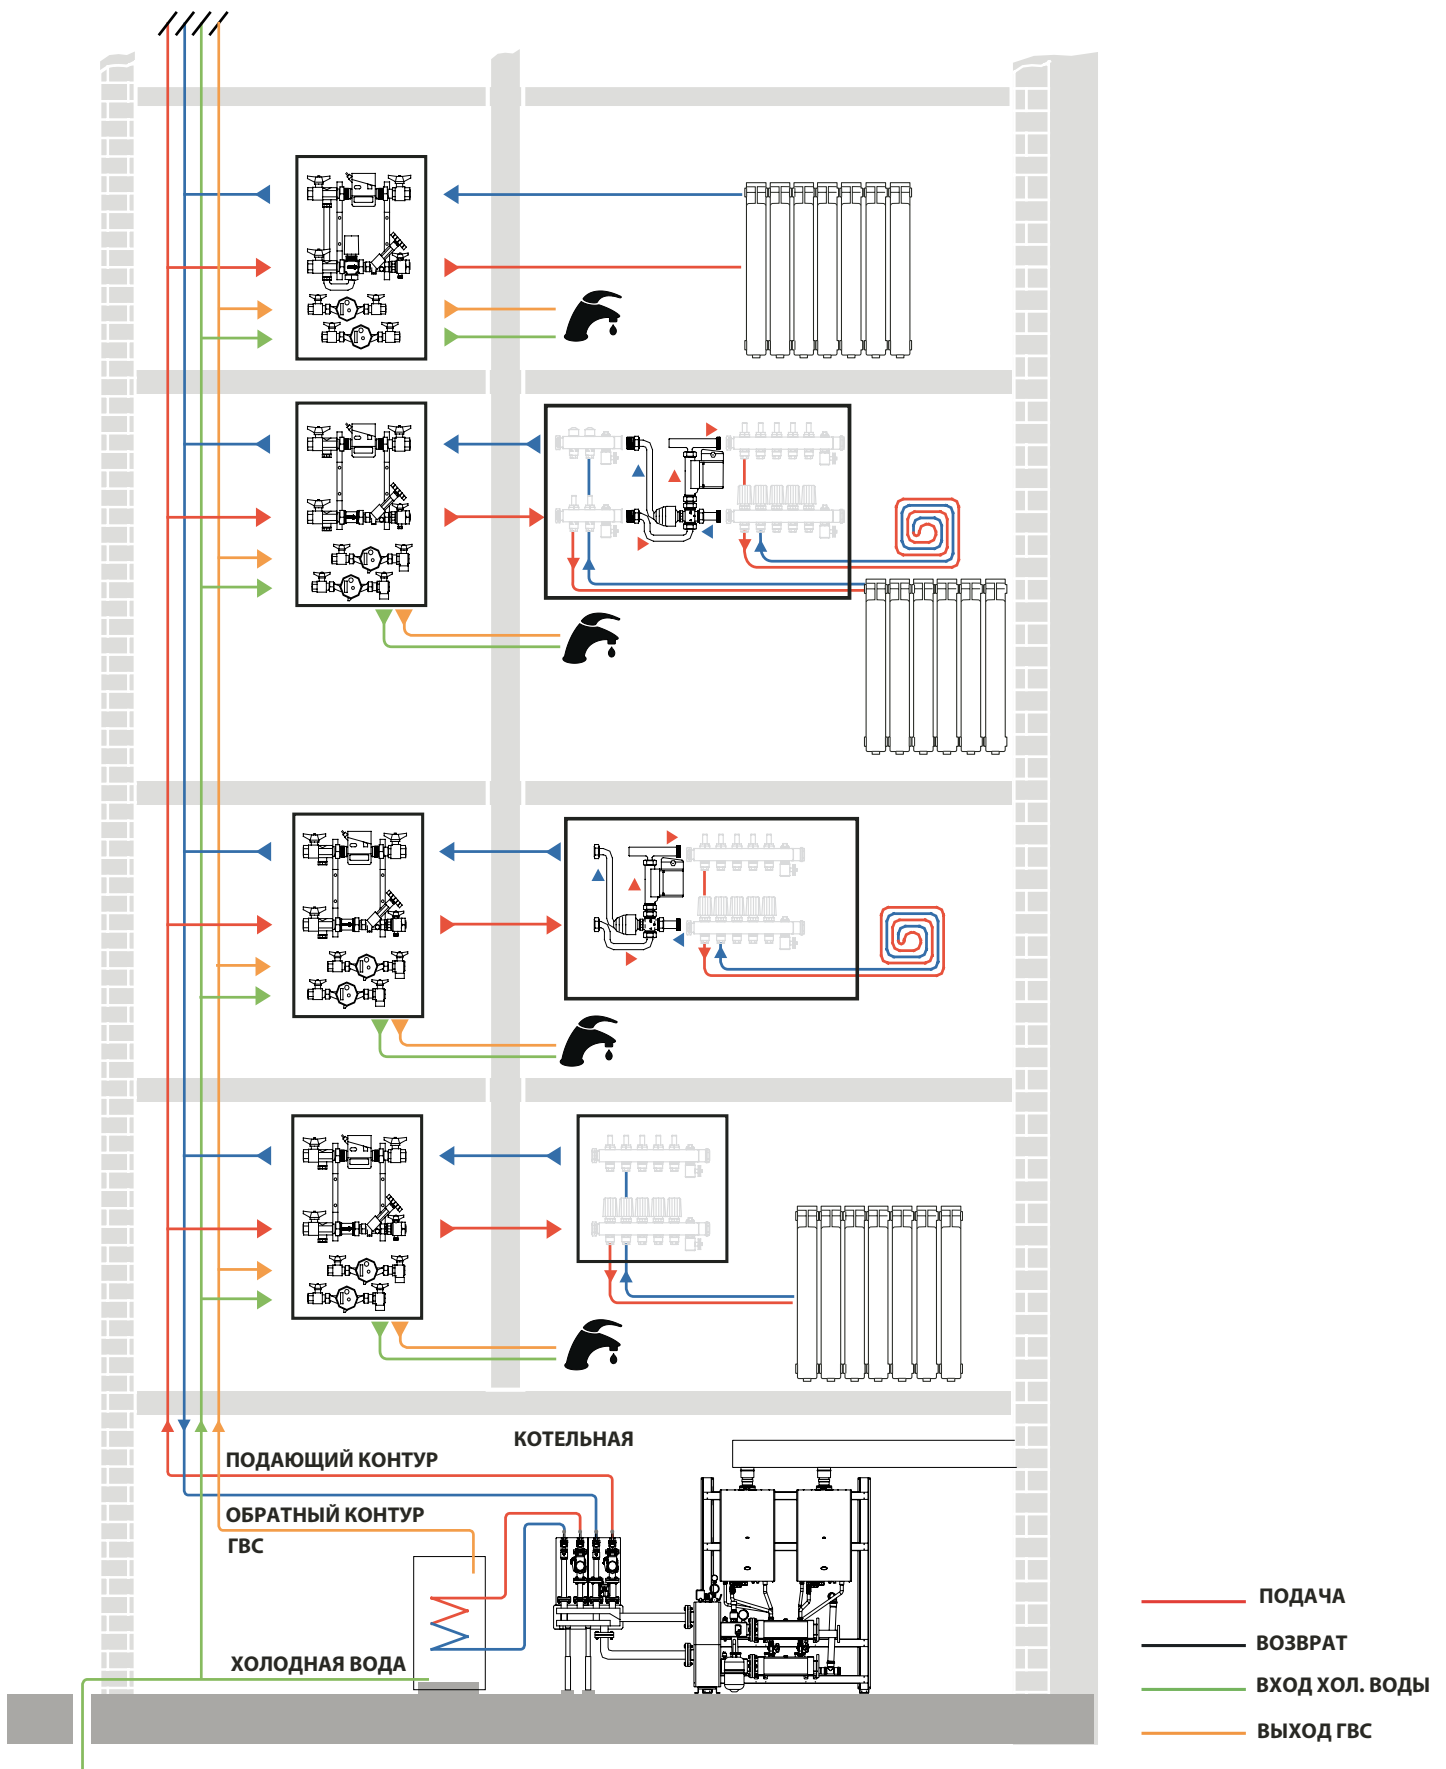 КОТЕЛЬНАЯ
ПОДАЮЩИЙ КОНТУР
ОБРАТНЫЙ КОНТУР
ГВС
ХОЛОДНАЯ ВОДА
ПОДАЧА
ВОЗВРАТ
ВХОД ХОЛ. ВОДЫ
ВЫХОД ГВС